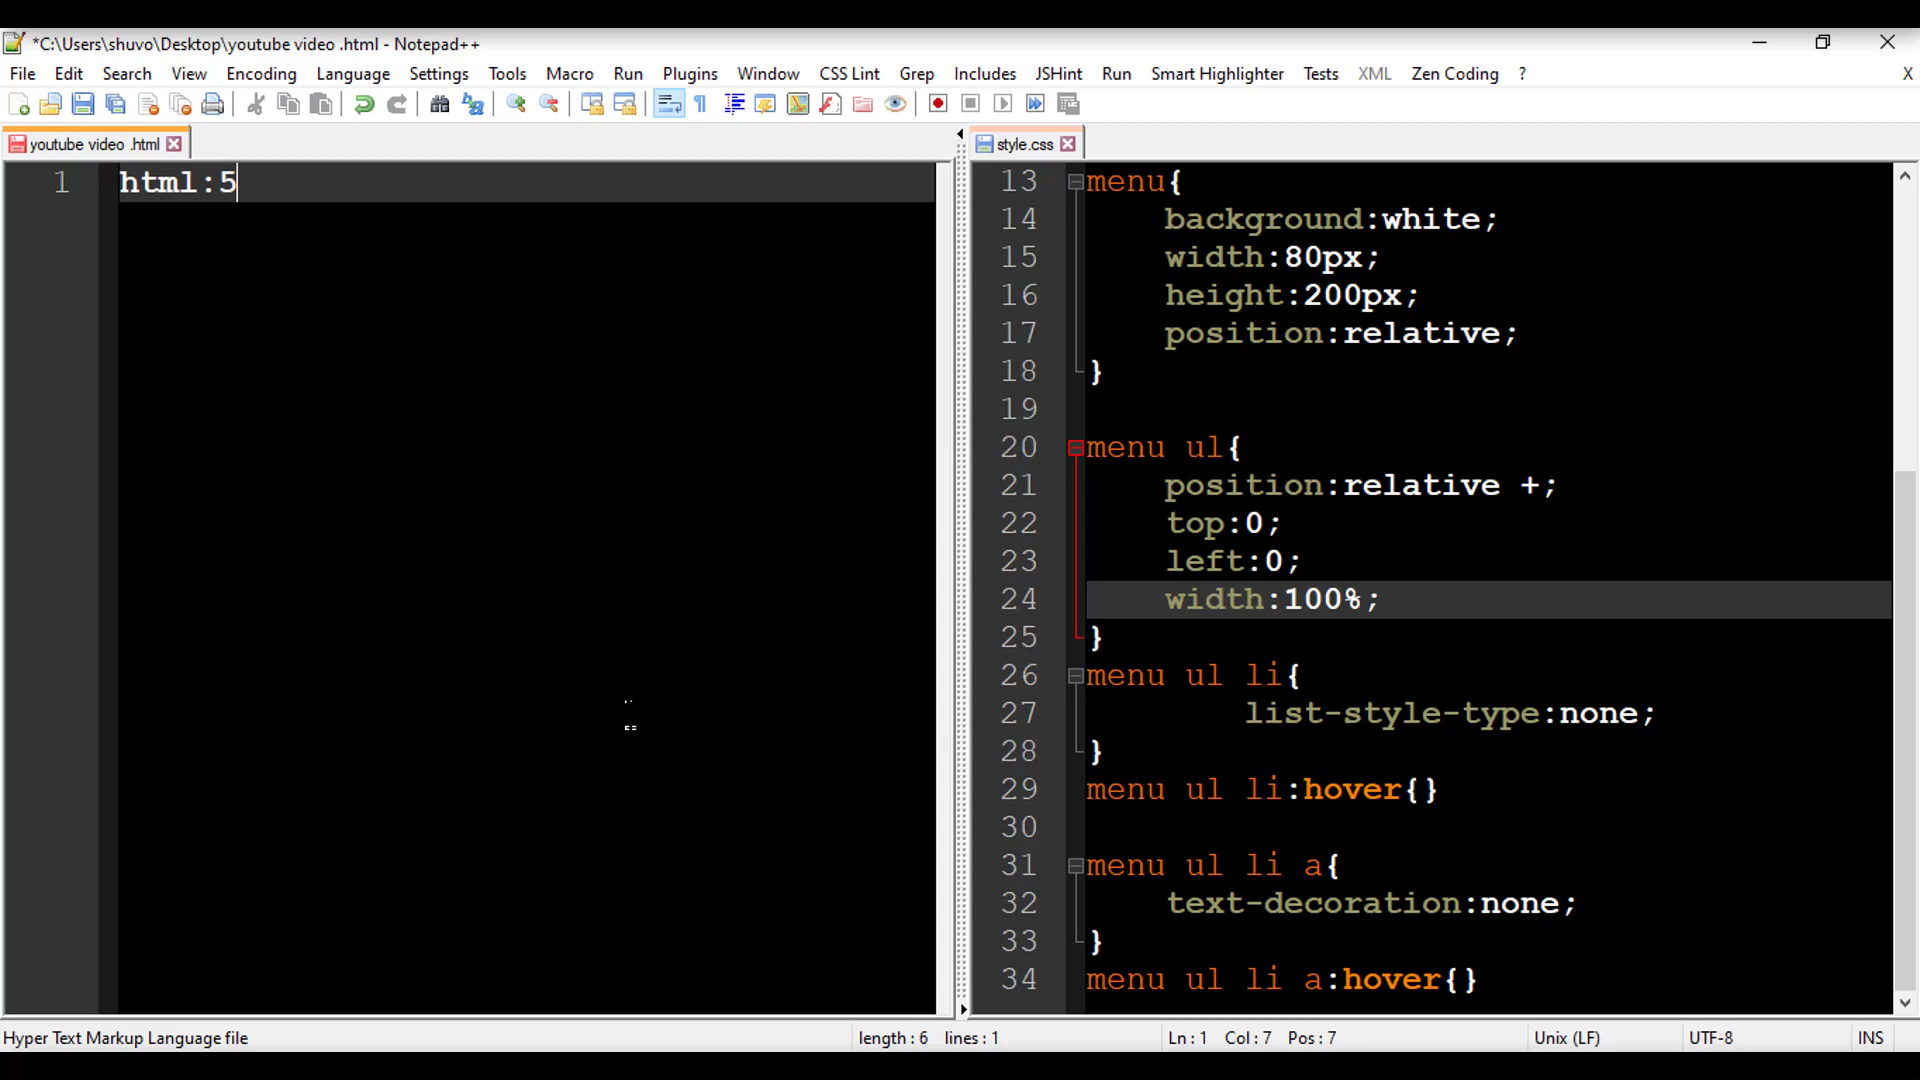 *C:\Users\shuvo\Desktop\youtube video .html - Notepad++
File Edit Search View Encoding Language Settings Tools Macro Run Plugins Window CSS Lint Grep Includes JSHint Run Smart Highlighter Tests XML Zen Coding ? X
youtube video .html
style.css
1 html:5
13 menu{
14 background:white;
15 width:80px;
16 height:200px;
17 position:relative;
18 }
19
20 menu ul{
21 position:relative +;
22 top:0;
23 left:0;
24 width:100%;
25 }
26 menu ul li{
27 list-style-type:none;
28 }
29 menu ul li:hover{}
30
31 menu ul li a{
32 text-decoration:none;
33 }
34 menu ul li a:hover{}
Hyper Text Markup Language file length : 6 lines : 1 Ln : 1 Col : 7 Pos : 7 Unix (LF) UTF-8 INS